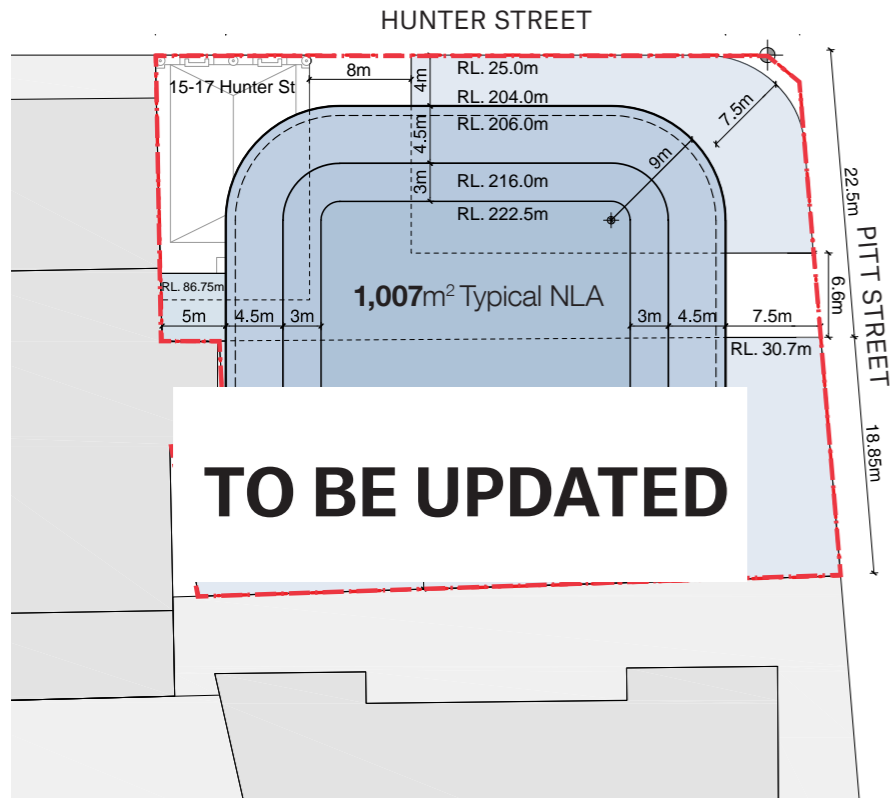 HUNTER STREET
8m
4m
RL. 25.0m
15-17 Hunter St
RL. 204.0m
7.5m
4.5m
RL. 206.0m
9m
3m
RL. 216.0m
22.5m
RL. 222.5m
PITT STREET
RL. 86.75m
1,007m² Typical NLA
6.6m
5m
4.5m
3m
3m
4.5m
7.5m
RL. 30.7m
18.85m
TO BE UPDATED